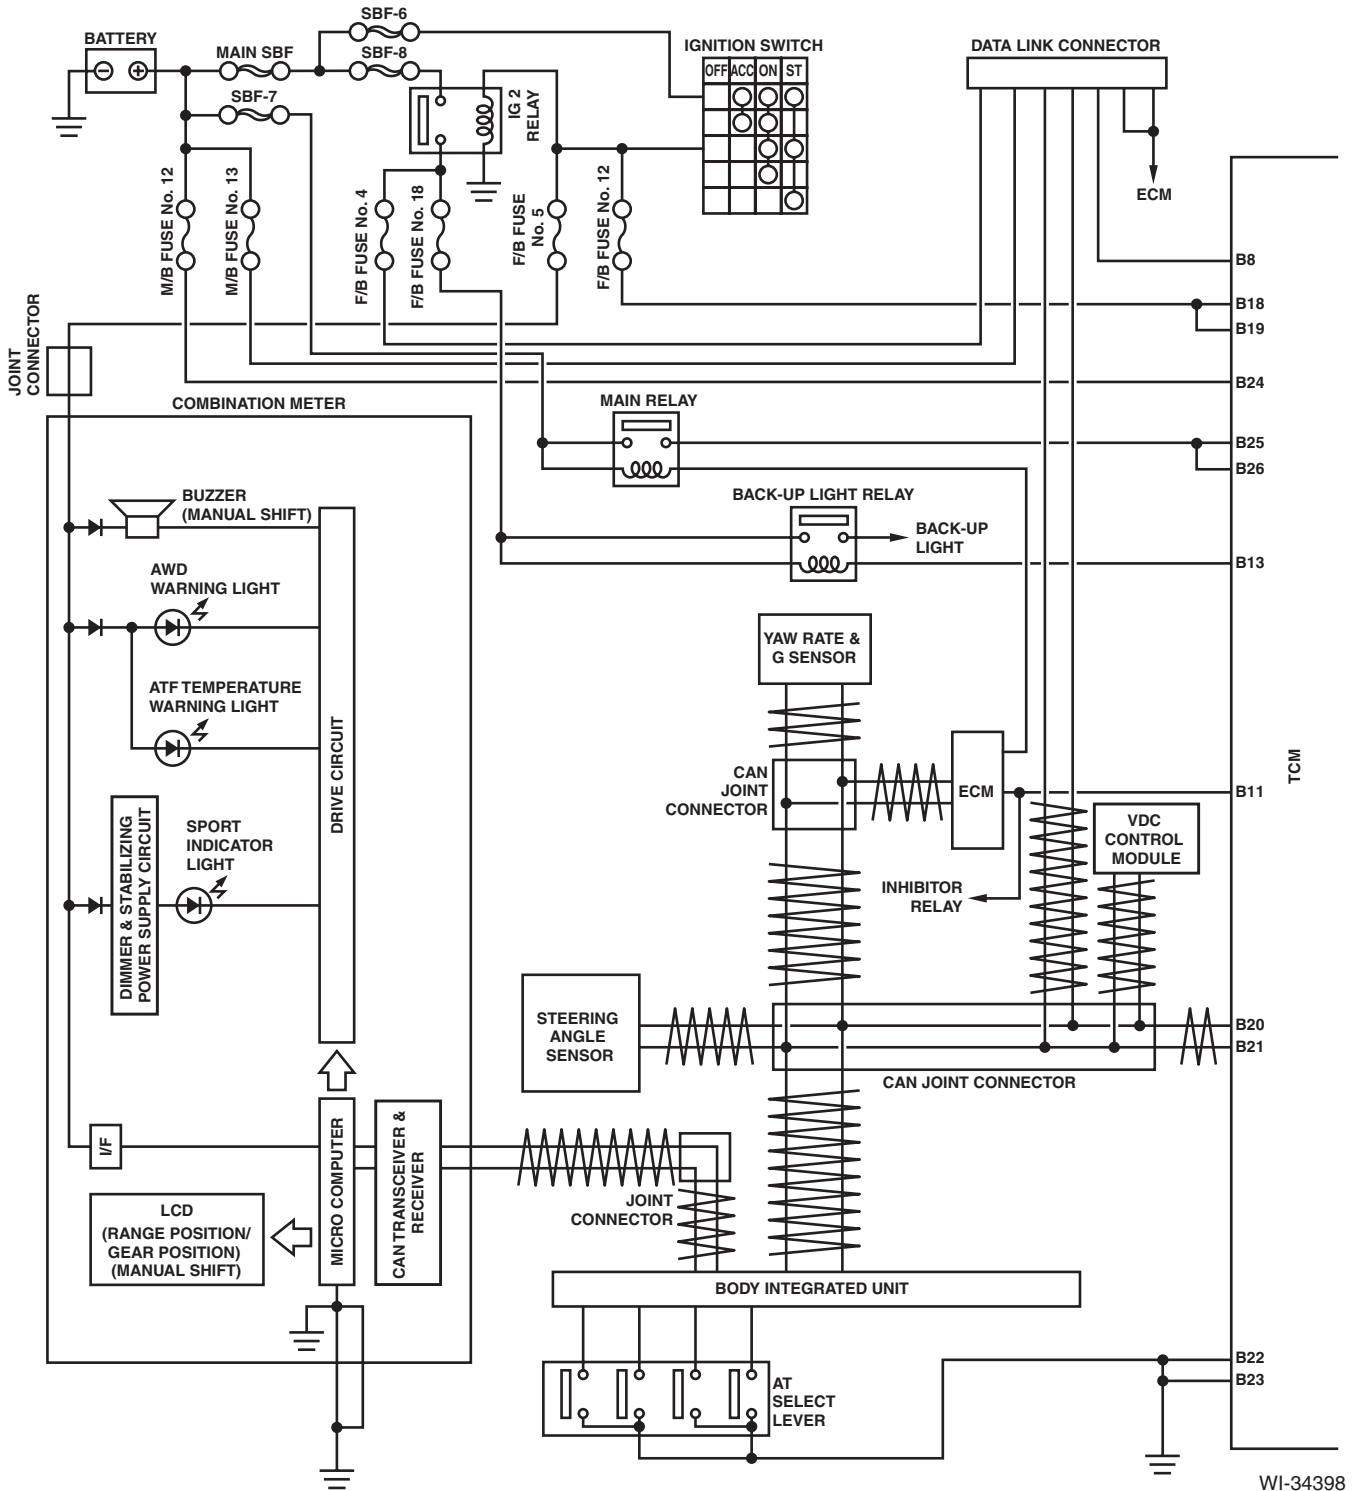 SBF-6
BATTERY
MAIN SBF
SBF-8
SBF-7
IG 2
RELAY
IGNITION SWITCH
OFF ACC ON ST
DATA LINK CONNECTOR
ECM
M/B FUSE No. 12
M/B FUSE No. 13
F/B FUSE No. 4
F/B FUSE No. 18
F/B FUSE
No. 5
F/B FUSE No. 12
B8
B18
B19
B24
B25
B26
B13
JOINT
CONNECTOR
COMBINATION METER
MAIN RELAY
BACK-UP LIGHT RELAY
BACK-UP
LIGHT
BUZZER
(MANUAL SHIFT)
AWD
WARNING LIGHT
ATF TEMPERATURE
WARNING LIGHT
DRIVE CIRCUIT
DIMMER & STABILIZING
POWER SUPPLY CIRCUIT
SPORT
INDICATOR
LIGHT
YAW RATE &
G SENSOR
CAN
JOINT
CONNECTOR
ECM
TCM
B11
VDC
CONTROL
MODULE
INHIBITOR
RELAY
STEERING
ANGLE
SENSOR
B20
B21
CAN JOINT CONNECTOR
I/F
MICRO COMPUTER
CAN TRANSCEIVER &
RECEIVER
JOINT
CONNECTOR
LCD
(RANGE POSITION/
GEAR POSITION)
(MANUAL SHIFT)
BODY INTEGRATED UNIT
AT
SELECT
LEVER
B22
B23
WI-34398